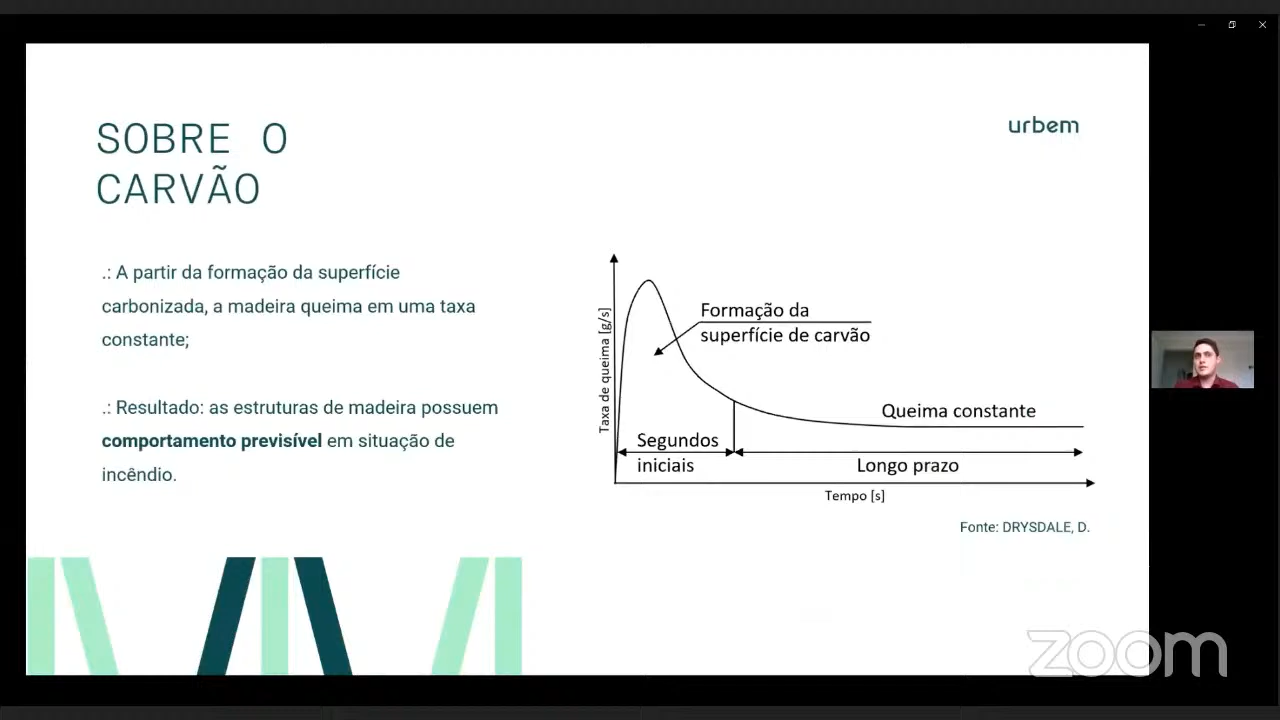 SOBRE O
CARVÃO
urbem
.: A partir da formação da superfície
carbonizada, a madeira queima em uma taxa
constante;
.: Resultado: as estruturas de madeira possuem
comportamento previsível em situação de
incêndio.
Taxa de queima [g/s]
Formação da
superfície de carvão
Queima constante
Segundos
iniciais
Longo prazo
Tempo [s]
Fonte: DRYSDALE, D.
zoom